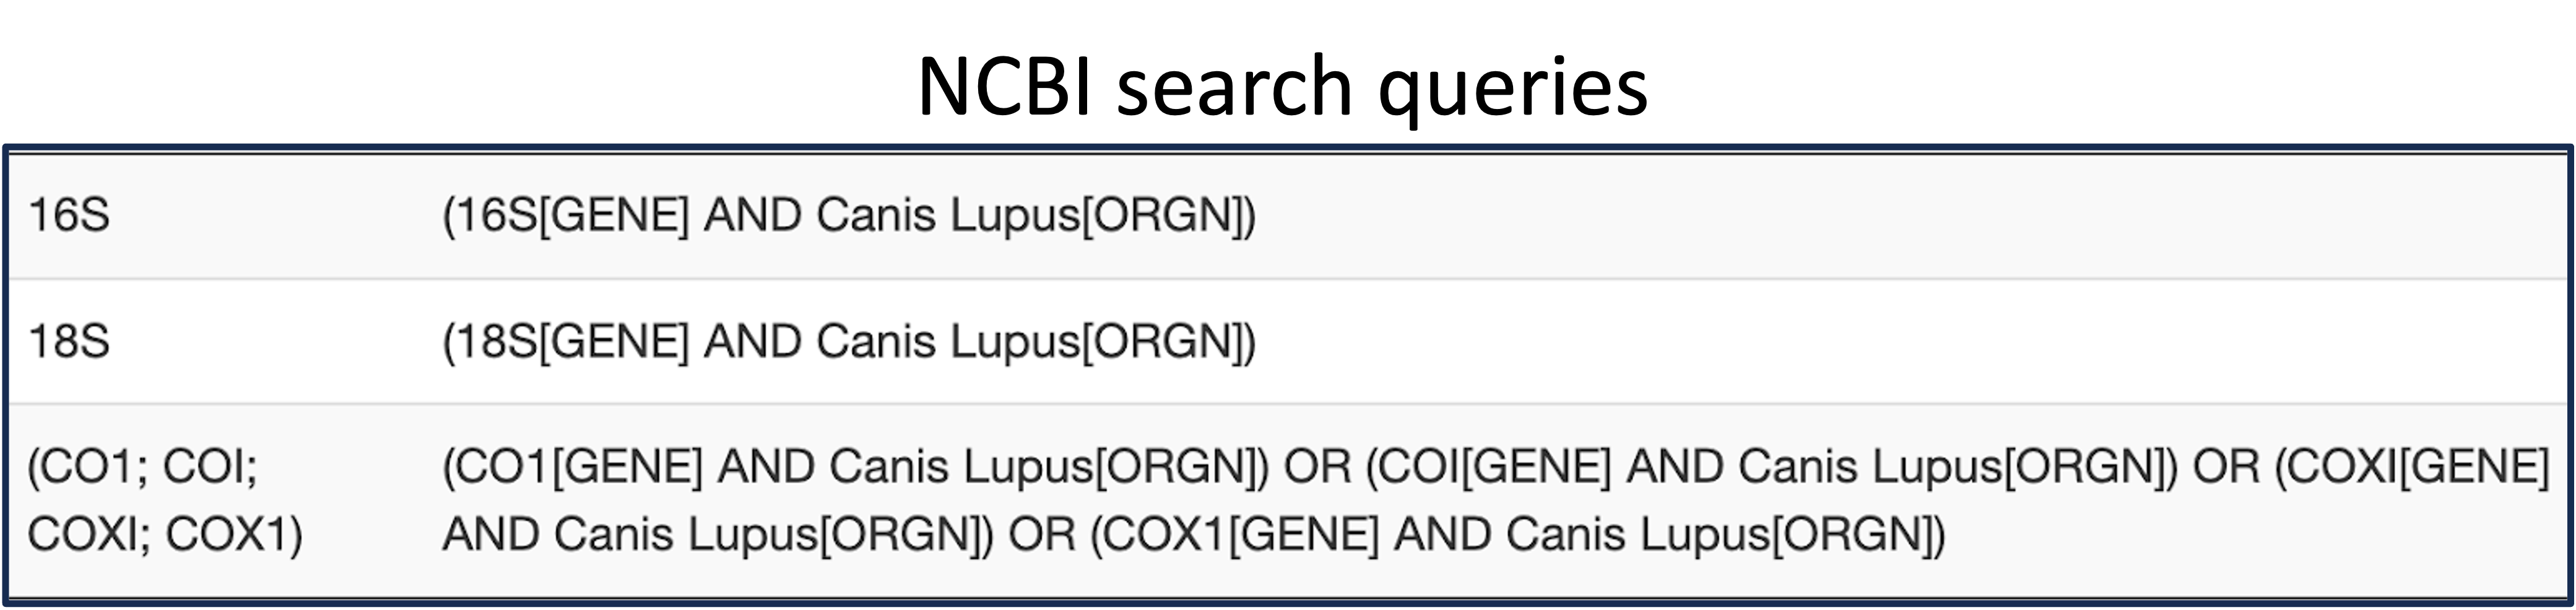 NCBI search queries
16S (16S[GENE] AND Canis Lupus[ORGN])
18S (18S[GENE] AND Canis Lupus[ORGN])
(CO1; COI; (CO1[GENE] AND Canis Lupus[ORGN]) OR (COI[GENE] AND Canis Lupus[ORGN]) OR (COXI[GENE]
COXI; COX1) AND Canis Lupus[ORGN]) OR (COX1[GENE] AND Canis Lupus[ORGN])